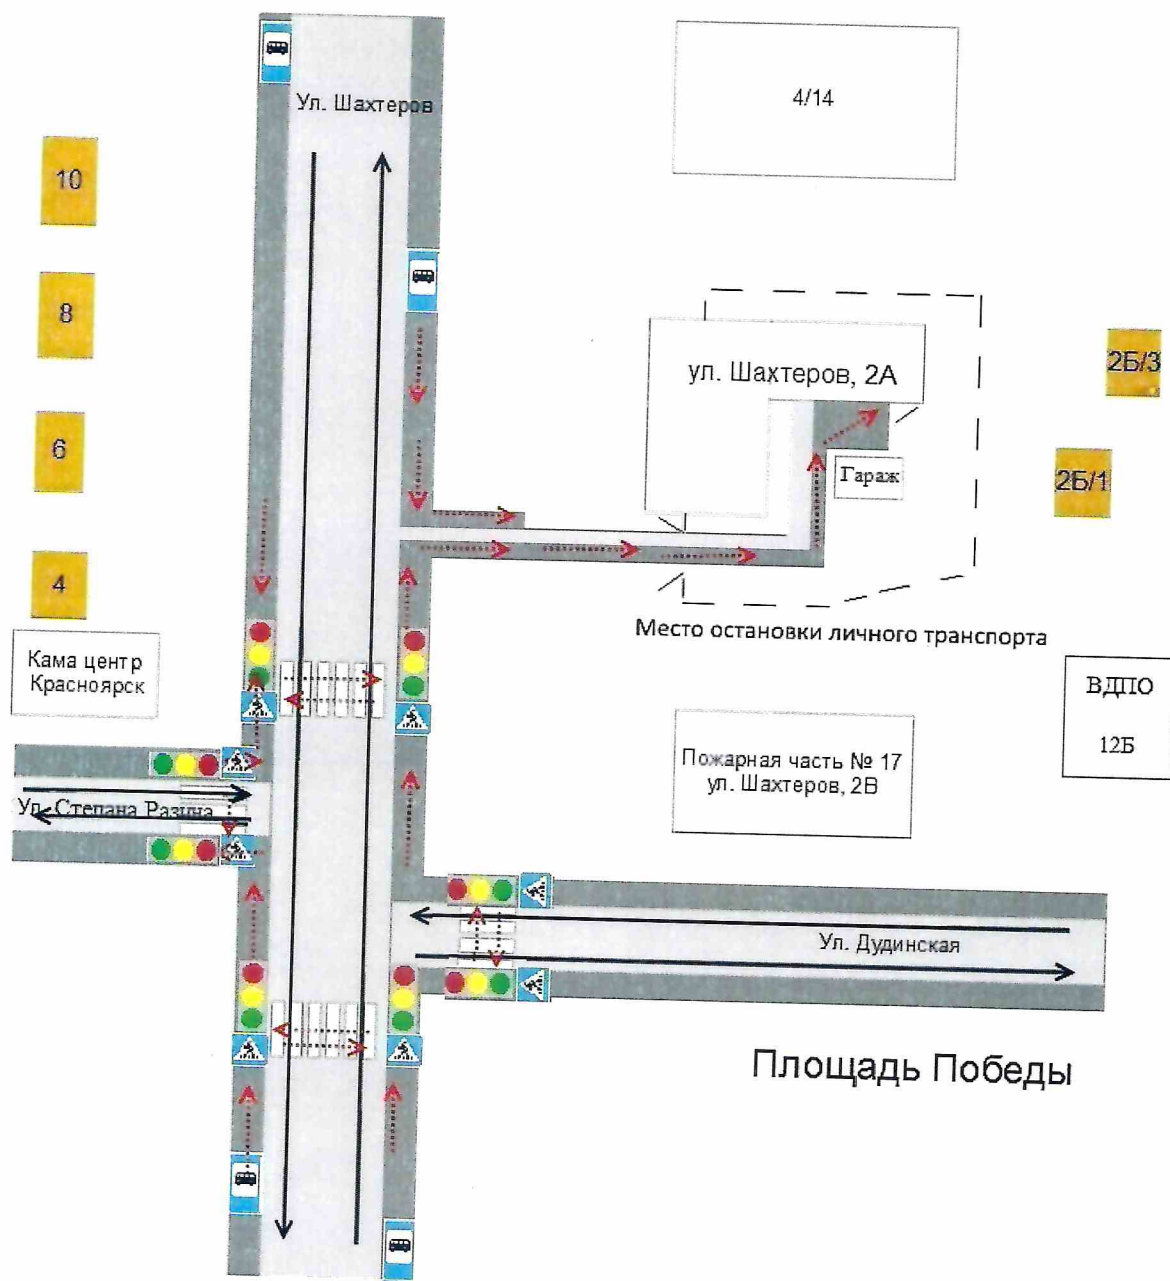 4/14
Ул. Шахтеров
10
8
ул. Шахтеров, 2А
2Б/3
6
Гараж
2Б/1
4
Место остановки личного транспорта
Кама центр
Красноярск
ВДПО
12Б
Пожарная часть № 17
ул. Шахтеров, 2В
Ул. Степана Разина
Ул. Дудинская
Площадь Победы